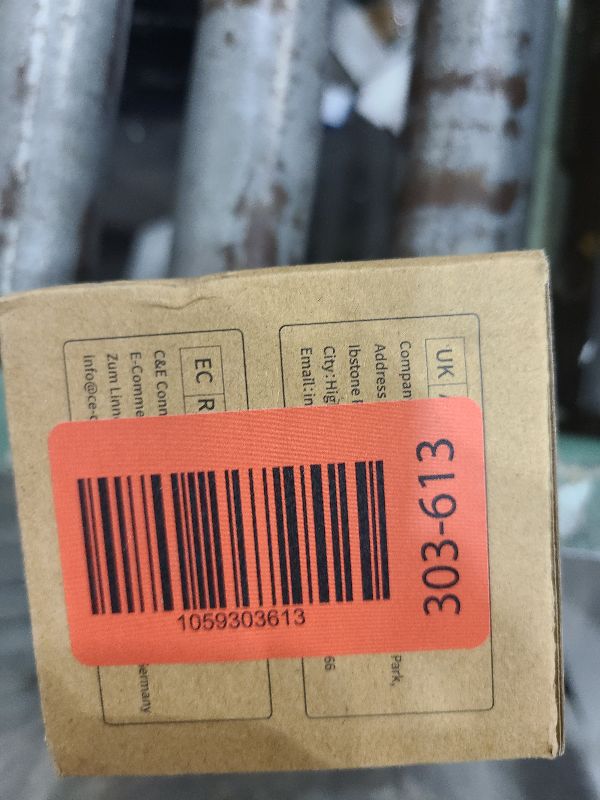 UK
Compan
Address
Ibstone
City:Hig
Email:in
Park,
66
EC R
C&E Conn
E-Comme
Zum Linn
info@ce-c
ermany
303-613
1059303613